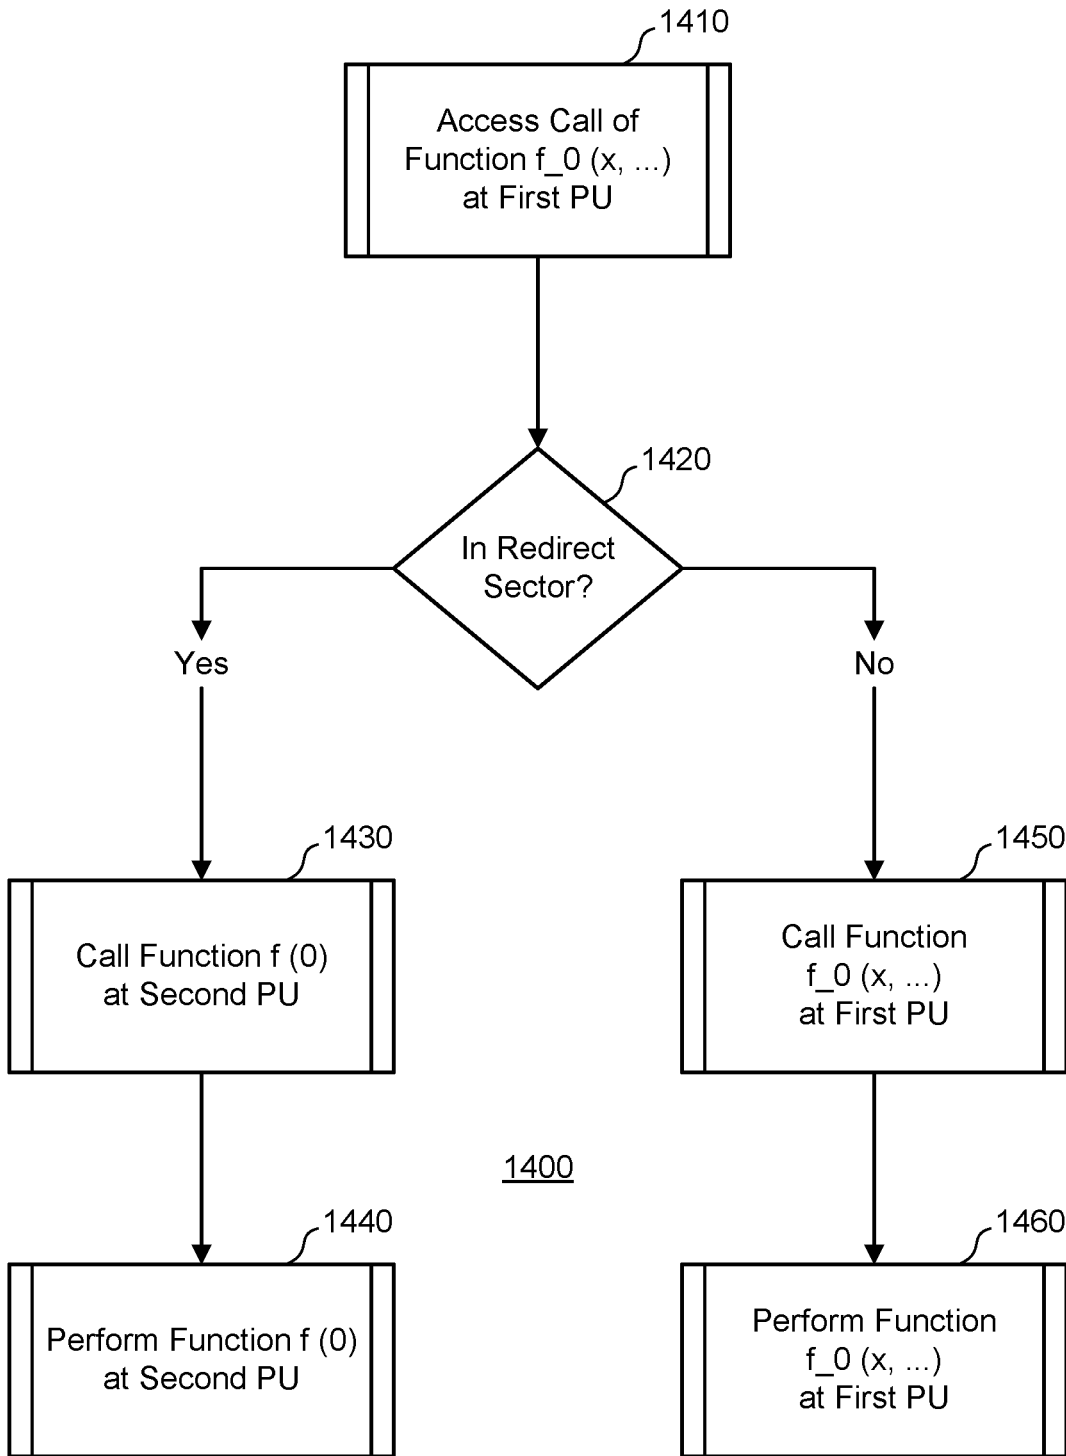 1410
Access Call of
Function f_0 (x, ...)
at First PU
1420
In Redirect
Sector?
Yes
No
1430
Call Function f (0)
at Second PU
1450
Call Function
f_0 (x, ...)
at First PU
1400
1440
Perform Function f (0)
at Second PU
1460
Perform Function
f_0 (x, ...)
at First PU